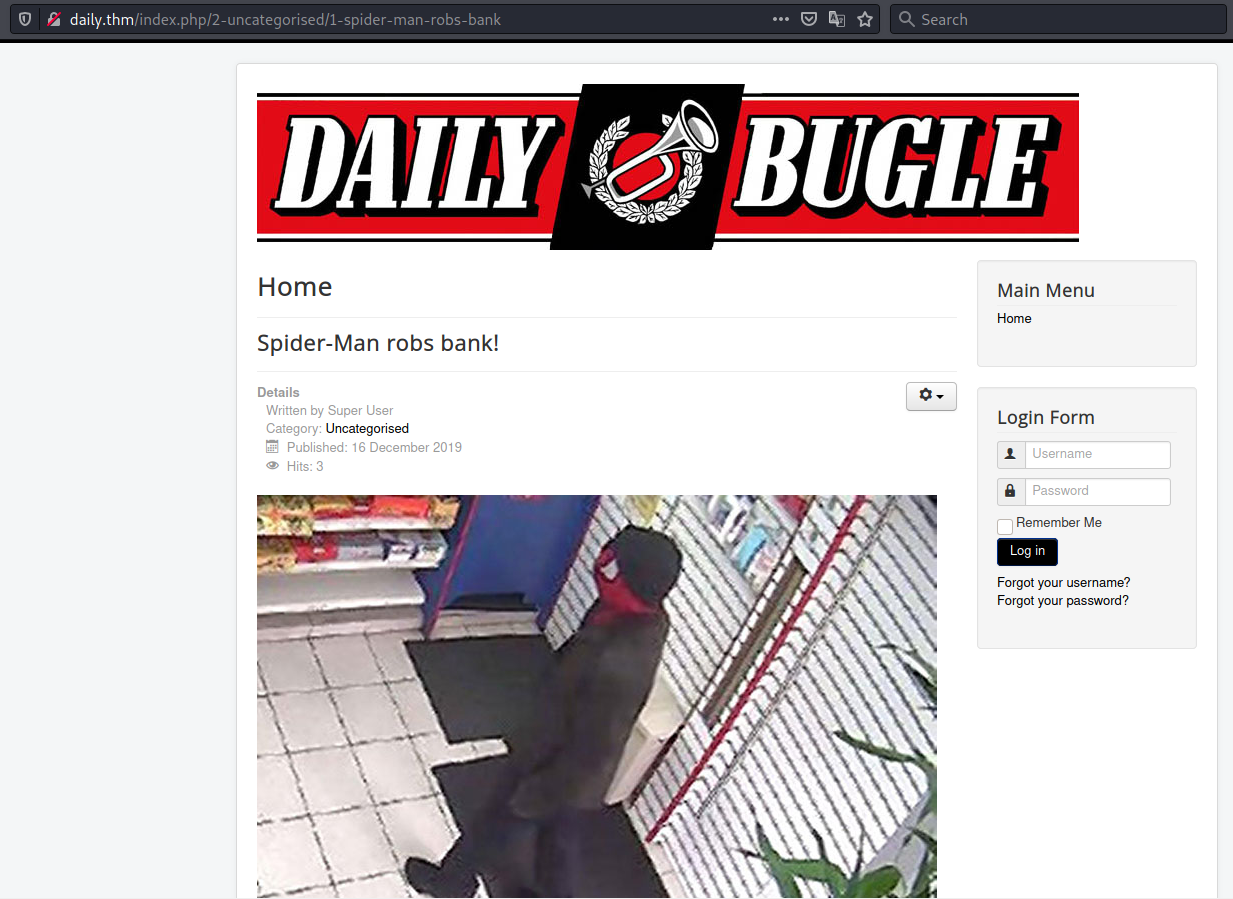 daily.thm/index.php/2-uncategorised/1-spider-man-robs-bank
Search
DAILY BUGLE
Home
Spider-Man robs bank!
Details
Written by Super User
Category: Uncategorised
Published: 16 December 2019
Hits: 3
Main Menu
Home
Login Form
Username
Password
Remember Me
Log in
Forgot your username?
Forgot your password?